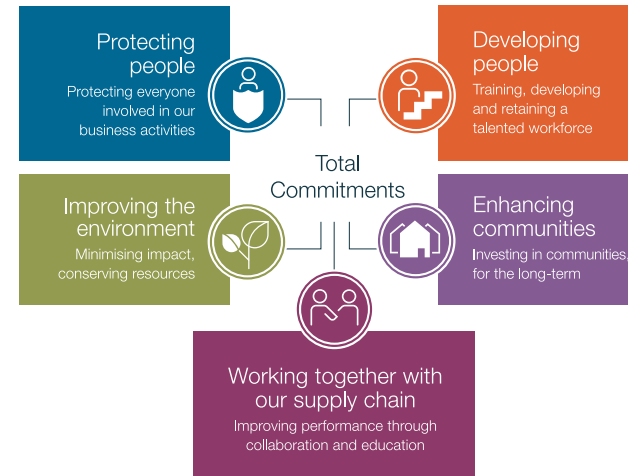 Protecting
people
Protecting everyone
involved in our
business activities
Developing
people
Training, developing
and retaining a
talented workforce
Total
Commitments
Improving the
environment
Minimising impact,
conserving resources
Enhancing
communities
Investing in communities,
for the long-term
Working together with
our supply chain
Improving performance through
collaboration and education